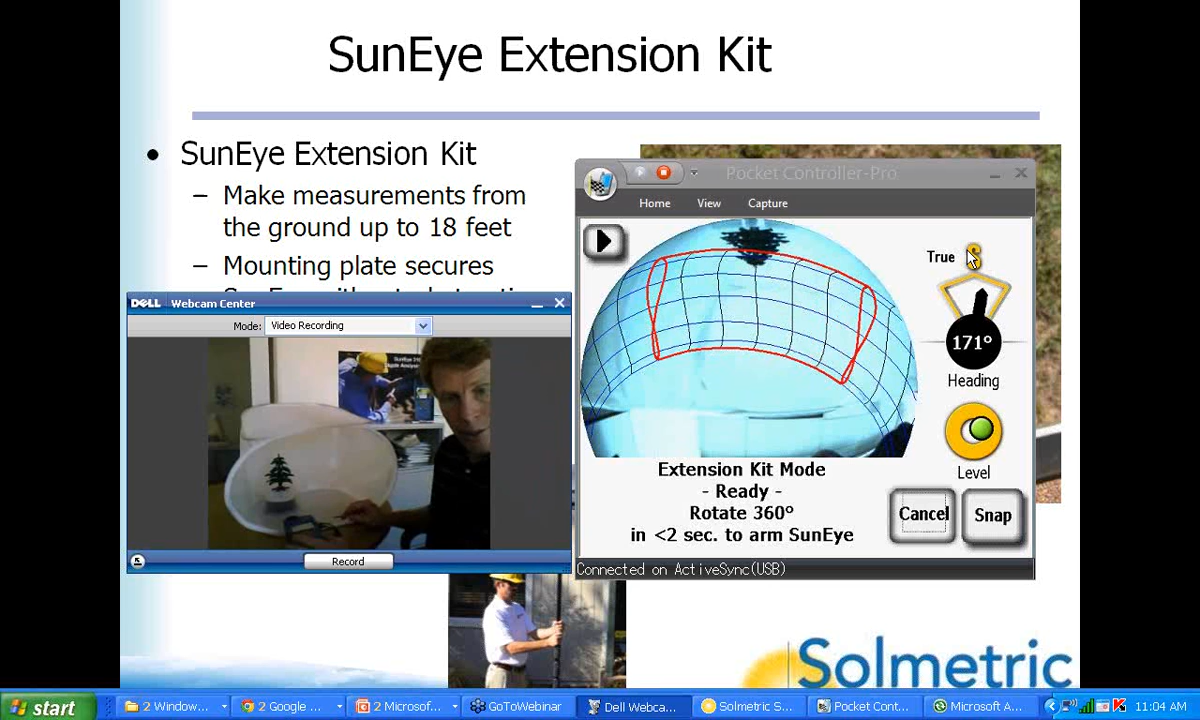 SunEye Extension Kit
• SunEye Extension Kit
– Make measurements from
the ground up to 18 feet
– Mounting plate secures
Pocket Controller-Pro
Home View Capture
True S
171°
Heading
Level
Extension Kit Mode
- Ready -
Rotate 360°
in <2 sec. to arm SunEye
Cancel Snap
Connected on ActiveSync(USB)
DELL Webcam Center
Mode: Video Recording
Record
Solmetric
start 2 Window... 2 Google ... 2 Microsof... GoToWebinar Dell Webca... Solmetric S... Pocket Cont... Microsoft A... 11:04 AM